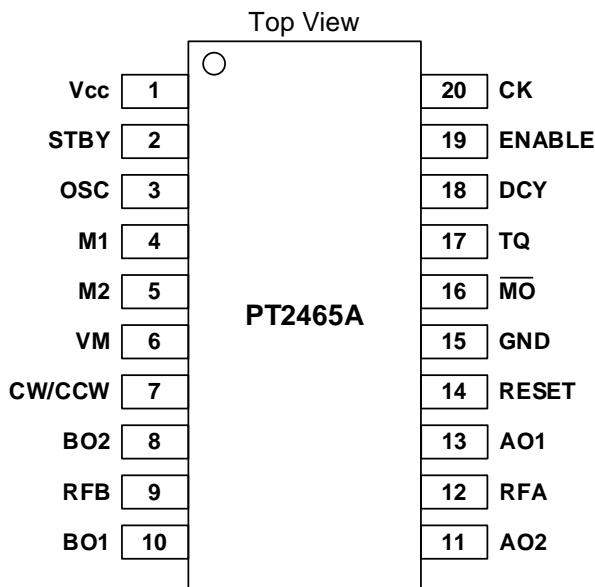 Top View
Vcc 1 20 CK
STBY 2 19 ENABLE
OSC 3 18 DCY
M1 4 17 TQ
M2 5 16 M̅O̅
PT2465A
VM 6 15 GND
CW/CCW 7 14 RESET
BO2 8 13 AO1
RFB 9 12 RFA
BO1 10 11 AO2